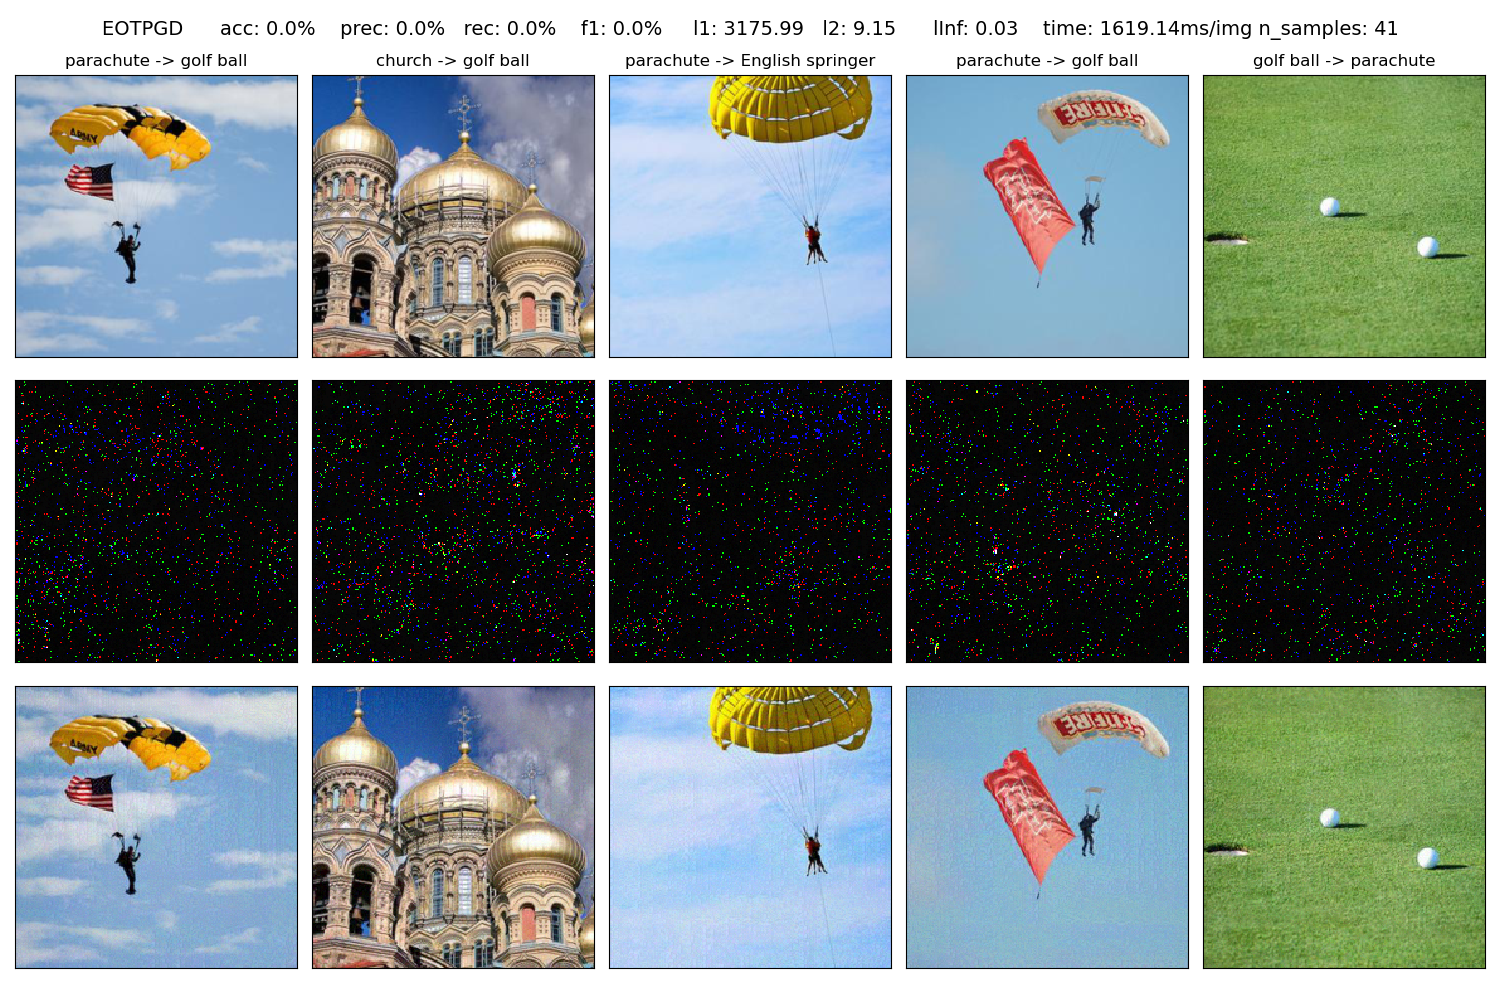 EOTPGD acc: 0.0% prec: 0.0% rec: 0.0% f1: 0.0% l1: 3175.99 l2: 9.15 lInf: 0.03 time: 1619.14ms/img n_samples: 41
parachute -> golf ball
church -> golf ball
parachute -> English springer
parachute -> golf ball
golf ball -> parachute